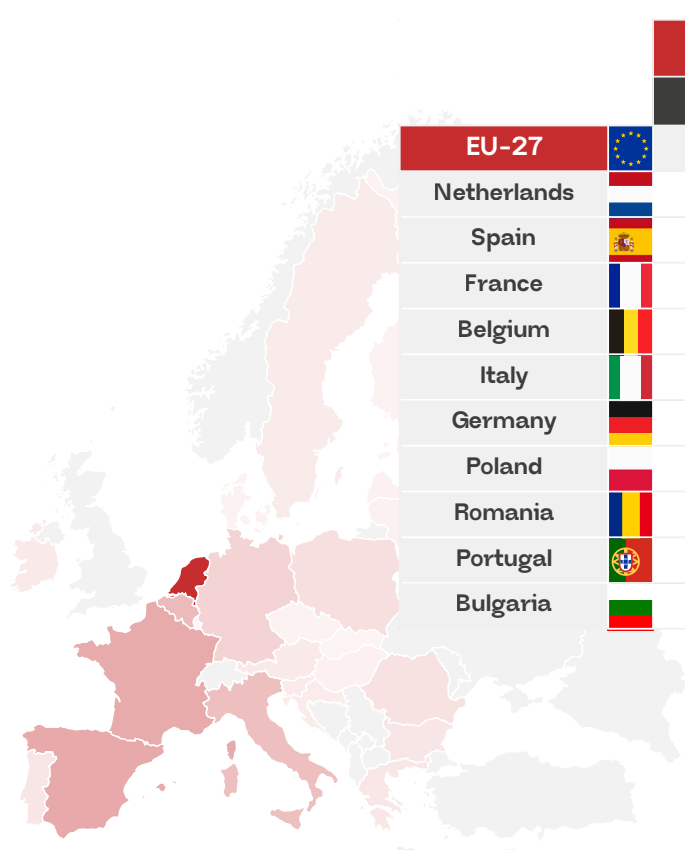 EU-27
Netherlands
Spain
France
Belgium
Italy
Germany
Poland
Romania
Portugal
Bulgaria